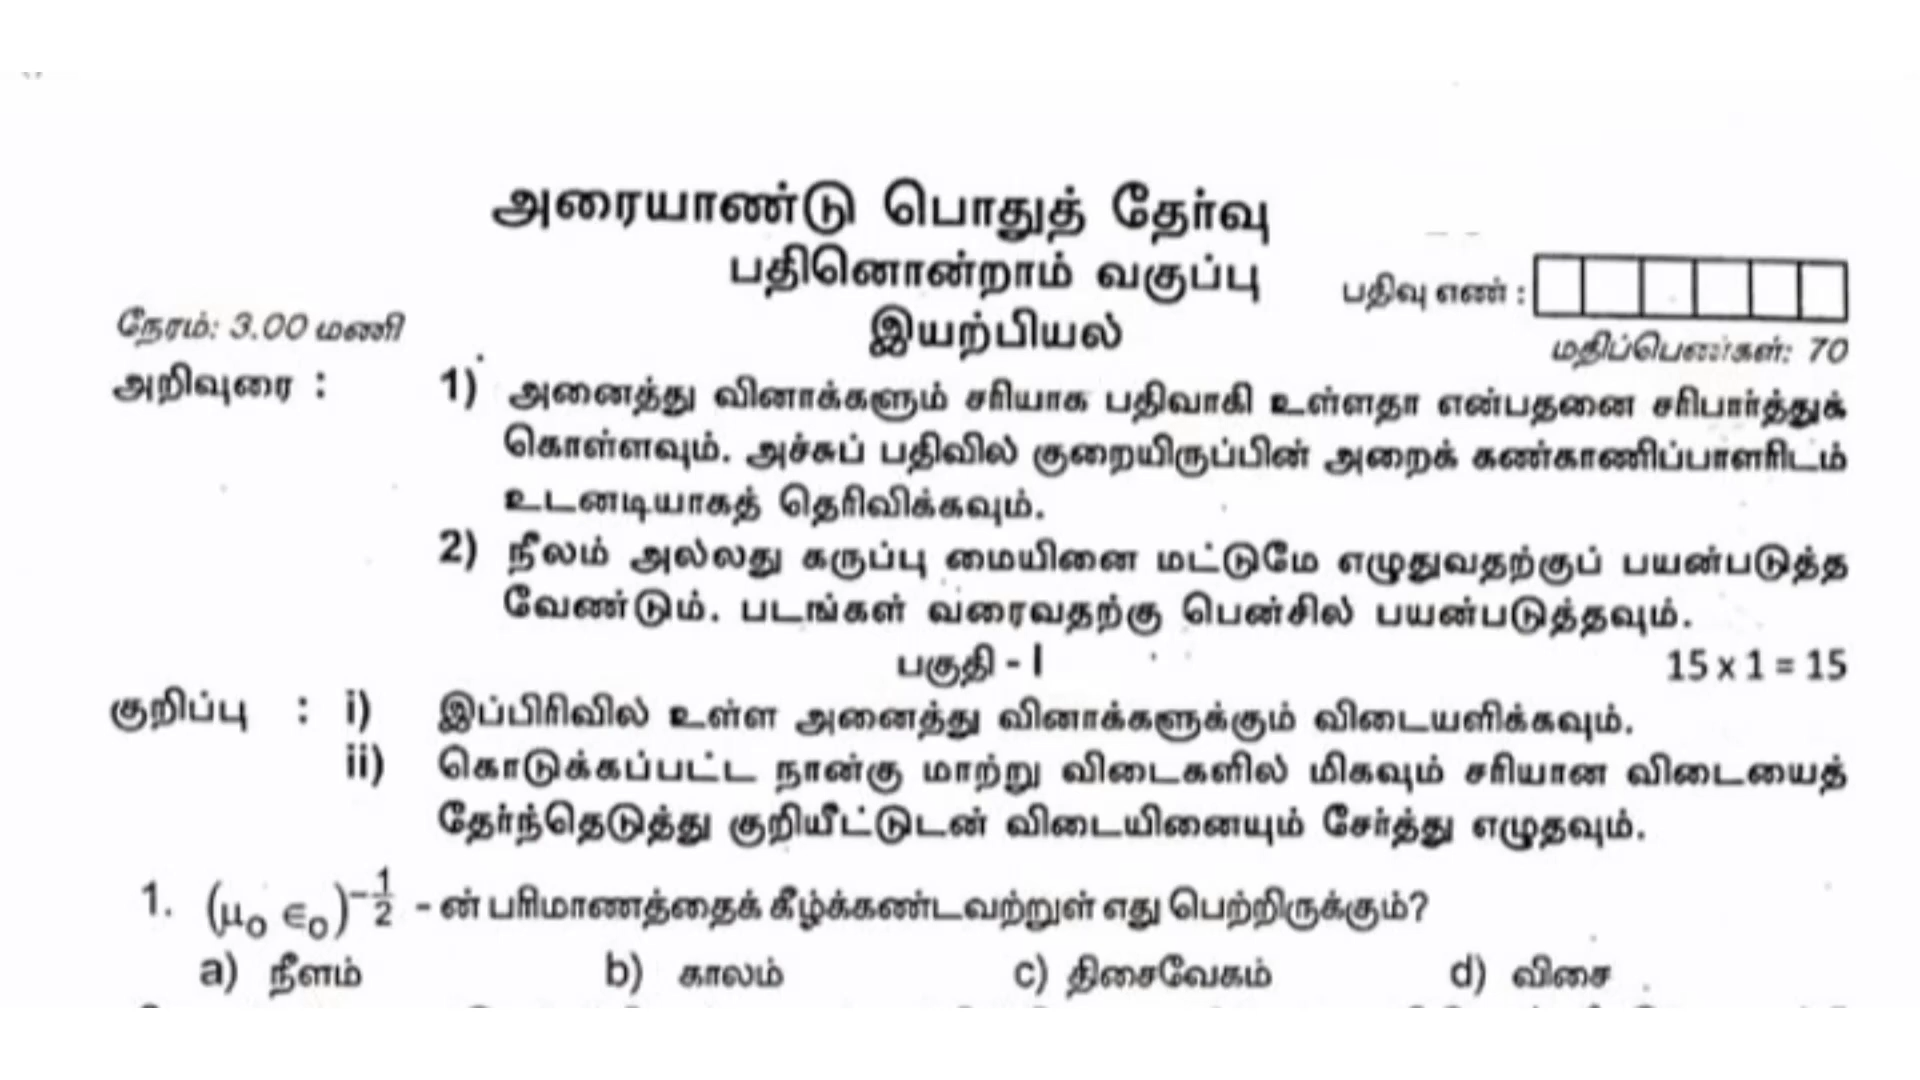 அரையாண்டு பொதுத் தேர்வு
பதினொன்றாம் வகுப்பு
பதிவு எண் :
நேரம்: 3.00 மணி
இயற்பியல்
மதிப்பெண்கள்: 70
அறிவுரை : 1) அனைத்து வினாக்களும் சரியாக பதிவாகி உள்ளதா என்பதனை சரிபார்த்துக்
கொள்ளவும். அச்சுப் பதிவில் குறையிருப்பின் அறைக் கண்காணிப்பாளரிடம்
உடனடியாகத் தெரிவிக்கவும்.
2) நீலம் அல்லது கருப்பு மையினை மட்டுமே எழுதுவதற்குப் பயன்படுத்த
வேண்டும். படங்கள் வரைவதற்கு பென்சில் பயன்படுத்தவும்.
பகுதி - I 15 x 1 = 15
குறிப்பு : i) இப்பிரிவில் உள்ள அனைத்து வினாக்களுக்கும் விடையளிக்கவும்.
ii) கொடுக்கப்பட்ட நான்கு மாற்று விடைகளில் மிகவும் சரியான விடையைத்
தேர்ந்தெடுத்து குறியீட்டுடன் விடையினையும் சேர்த்து எழுதவும்.
1. (μ₀ ∈₀)^-1/2 - ன் பரிமாணத்தைக் கீழ்க்கண்டவற்றுள் எது பெற்றிருக்கும்?
a) நீளம் b) காலம் c) திசைவேகம் d) விசை